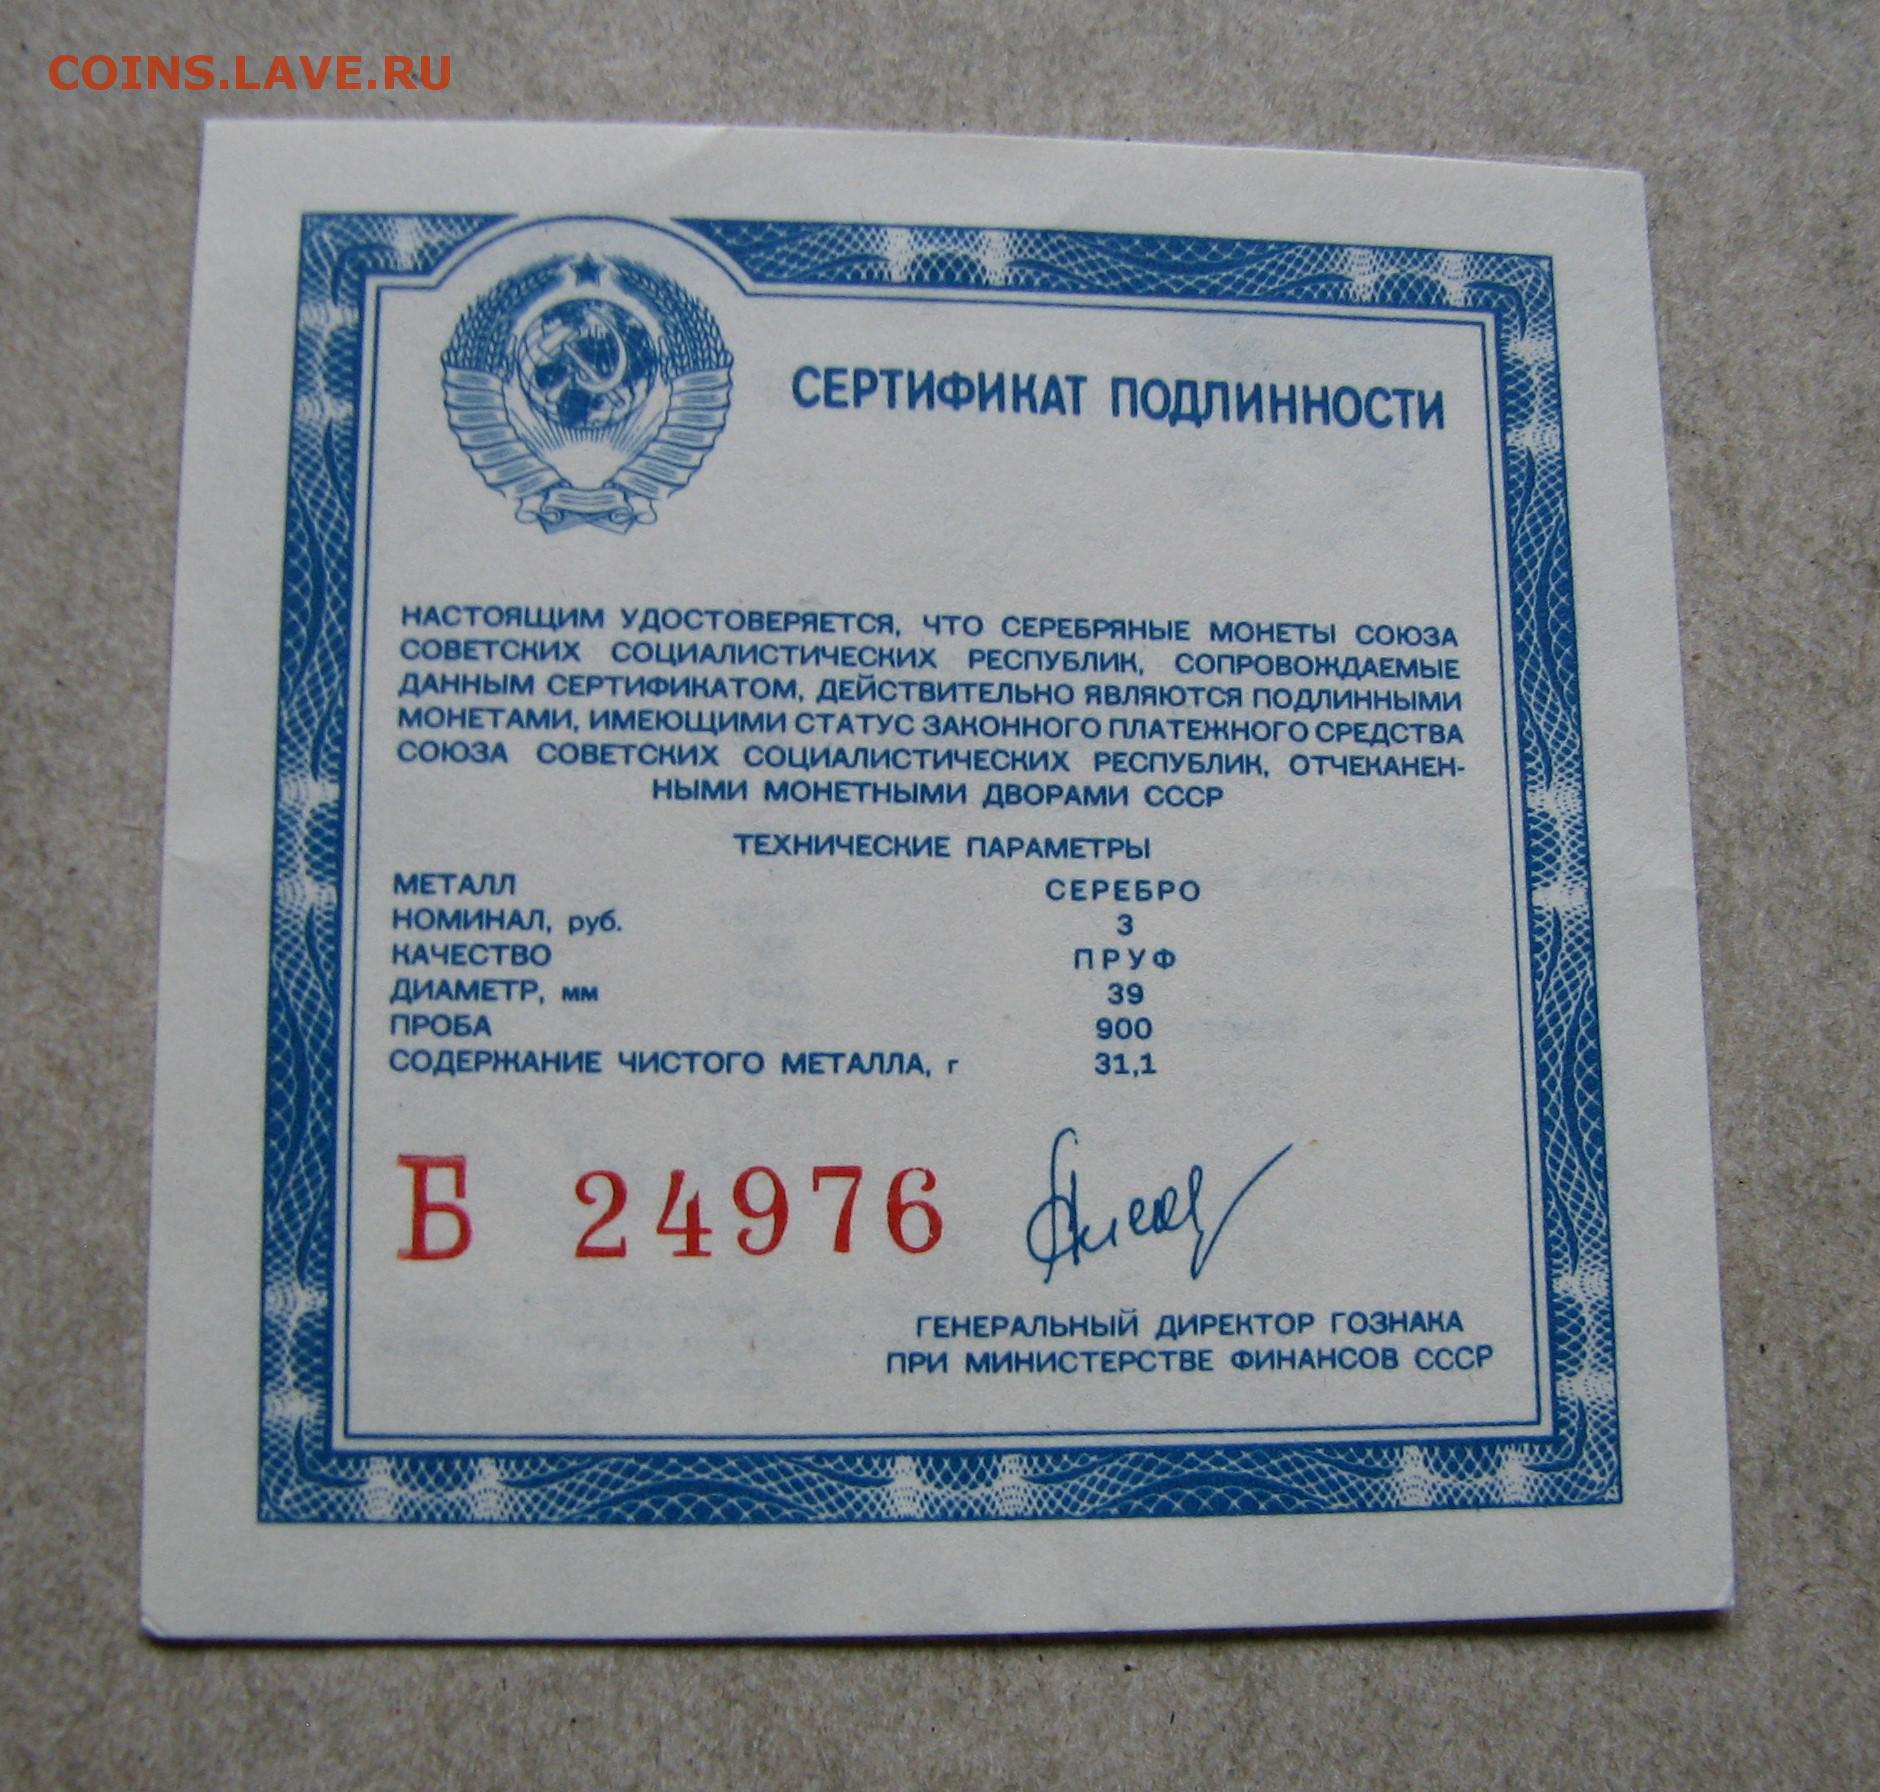 COINS.LAVE.RU
СЕРТИФИКАТ ПОДЛИННОСТИ
НАСТОЯЩИМ УДОСТОВЕРЯЕТСЯ, ЧТО СЕРЕБРЯНЫЕ МОНЕТЫ СОЮЗА
СОВЕТСКИХ СОЦИАЛИСТИЧЕСКИХ РЕСПУБЛИК, СОПРОВОЖДАЕМЫЕ
ДАННЫМ СЕРТИФИКАТОМ, ДЕЙСТВИТЕЛЬНО ЯВЛЯЮТСЯ ПОДЛИННЫМИ
МОНЕТАМИ, ИМЕЮЩИМИ СТАТУС ЗАКОННОГО ПЛАТЕЖНОГО СРЕДСТВА
СОЮЗА СОВЕТСКИХ СОЦИАЛИСТИЧЕСКИХ РЕСПУБЛИК, ОТЧЕКАНЕН-
НЫМИ МОНЕТНЫМИ ДВОРАМИ СССР
ТЕХНИЧЕСКИЕ ПАРАМЕТРЫ
МЕТАЛЛ СЕРЕБРО
НОМИНАЛ, руб. 3
КАЧЕСТВО ПРУФ
ДИАМЕТР, мм 39
ПРОБА 900
СОДЕРЖАНИЕ ЧИСТОГО МЕТАЛЛА, г 31,1
Б 24976
ГЕНЕРАЛЬНЫЙ ДИРЕКТОР ГОЗНАКА
ПРИ МИНИСТЕРСТВЕ ФИНАНСОВ СССР